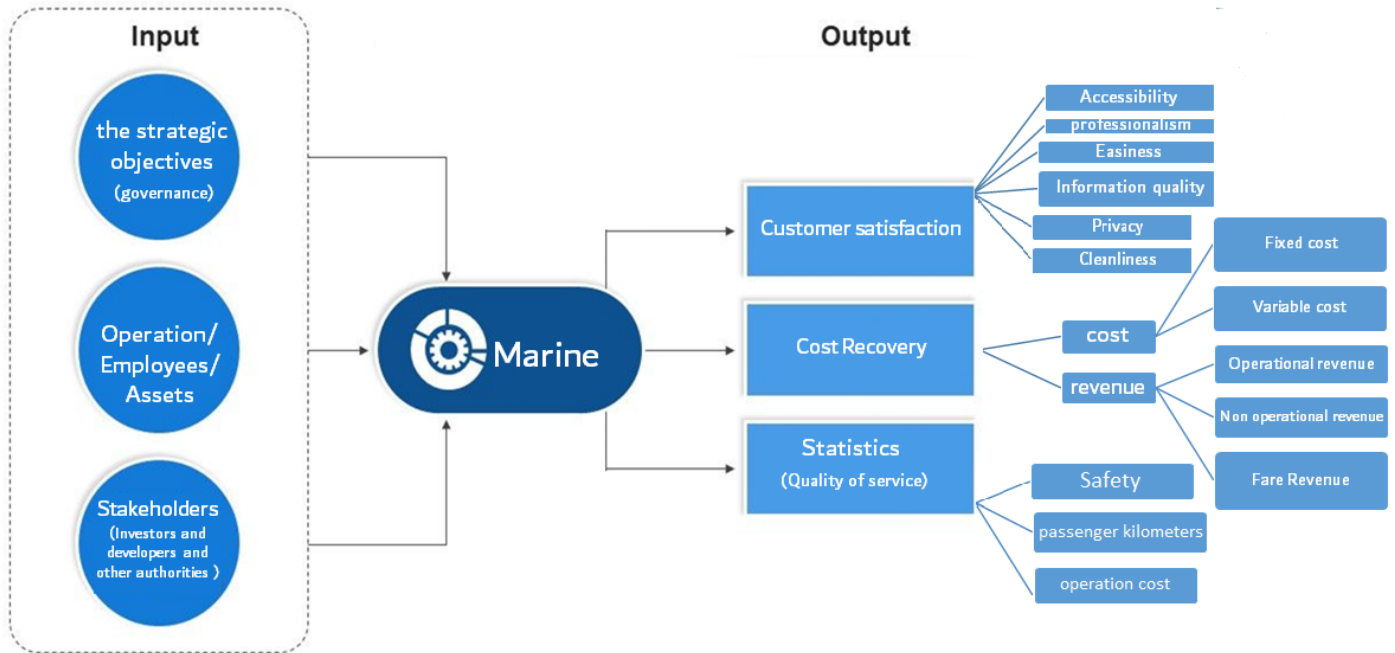 Input
the strategic
objectives
(governance)
Operation/
Employees/
Assets
Stakeholders
(Investors and
developers and
other authorities )
Marine
Output
Customer satisfaction
Accessibility
professionalism
Easiness
Information quality
Privacy
Cleanliness
Cost Recovery
cost
Fixed cost
Variable cost
revenue
Operational revenue
Non operational revenue
Fare Revenue
Statistics
(Quality of service)
Safety
passenger kilometers
operation cost